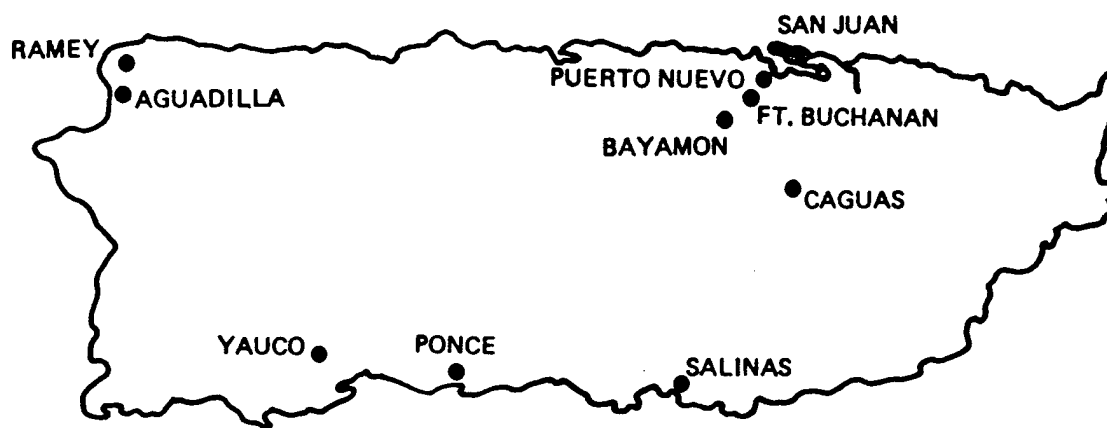 SAN JUAN
RAMEY
PUERTO NUEVO
AGUADILLA
FT. BUCHANAN
BAYAMON
CAGUAS
YAUCO
PONCE
SALINAS